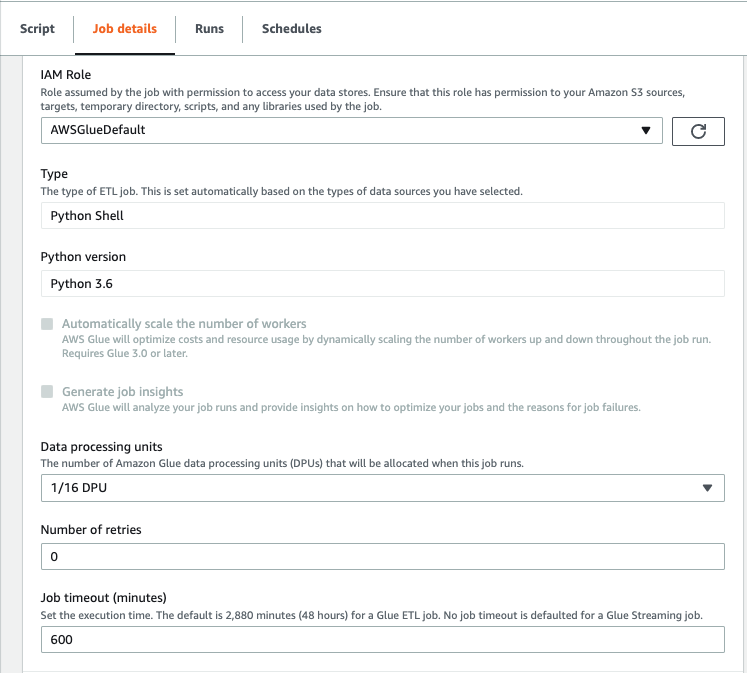 Script
Job details
Runs
Schedules
IAM Role
Role assumed by the job with permission to access your data stores. Ensure that this role has permission to your Amazon S3 sources,
targets, temporary directory, scripts, and any libraries used by the job.
AWSGlueDefault
Type
The type of ETL job. This is set automatically based on the types of data sources you have selected.
Python Shell
Python version
Python 3.6
Automatically scale the number of workers
AWS Glue will optimize costs and resource usage by dynamically scaling the number of workers up and down throughout the job run.
Requires Glue 3.0 or later.
Generate job insights
AWS Glue will analyze your job runs and provide insights on how to optimize your jobs and the reasons for job failures.
Data processing units
The number of Amazon Glue data processing units (DPUs) that will be allocated when this job runs.
1/16 DPU
Number of retries
0
Job timeout (minutes)
Set the execution time. The default is 2,880 minutes (48 hours) for a Glue ETL job. No job timeout is defaulted for a Glue Streaming job.
600